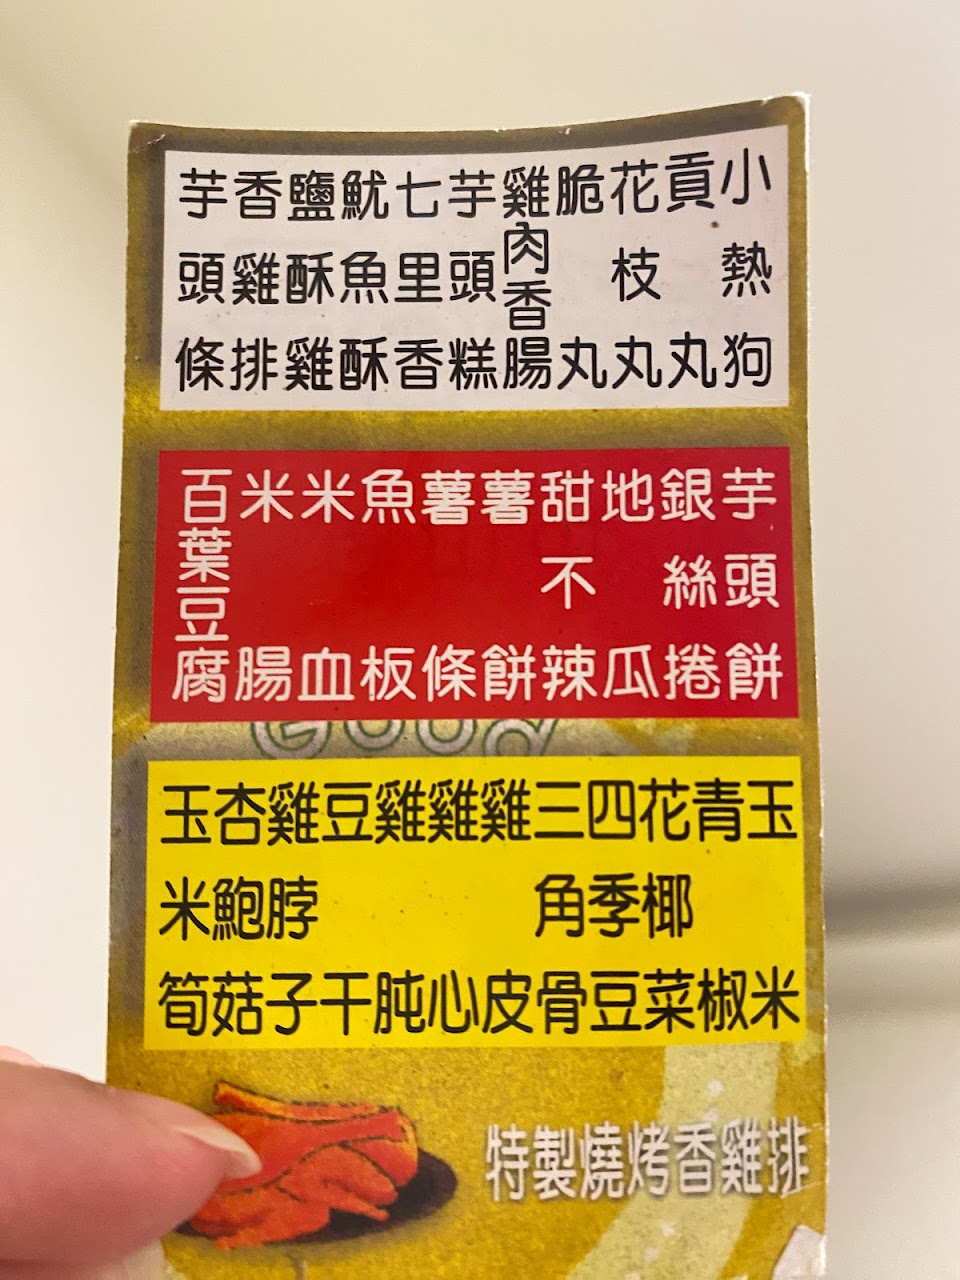 小熱狗
貢丸
花枝丸
脆丸
雞肉香腸
芋頭糕
七里香
魷魚酥
鹽酥雞
香雞排
芋頭條
芋頭餅
銀絲捲
地瓜
甜不辣
薯餅
薯條
魚板
米血
米腸
百葉豆腐
Good
玉米
青椒
花椰菜
四季豆
三角骨
雞皮
雞心
雞肫
豆干
雞脖子
杏鮑菇
玉米筍
特製燒烤香雞排